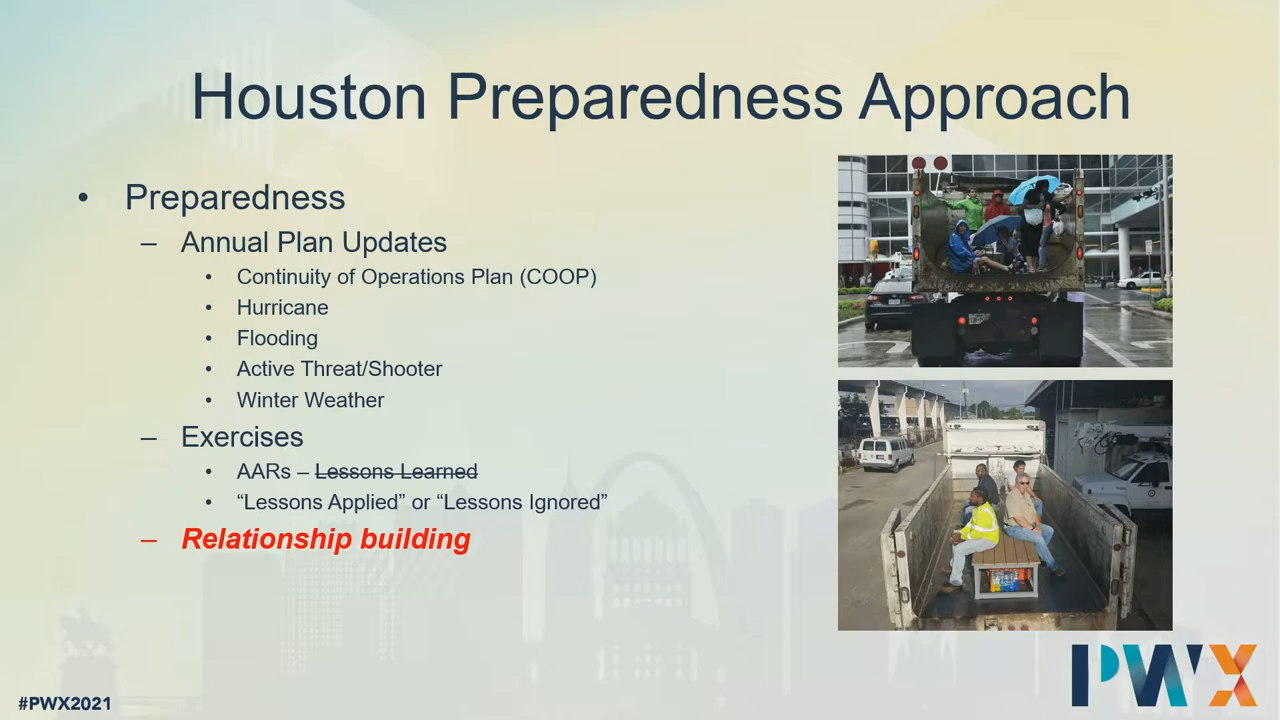 Houston Preparedness Approach
• Preparedness
– Annual Plan Updates
• Continuity of Operations Plan (COOP)
• Hurricane
• Flooding
• Active Threat/Shooter
• Winter Weather
– Exercises
• AARs – Lessons Learned
• “Lessons Applied” or “Lessons Ignored”
– Relationship building
#PWX2021
PWX